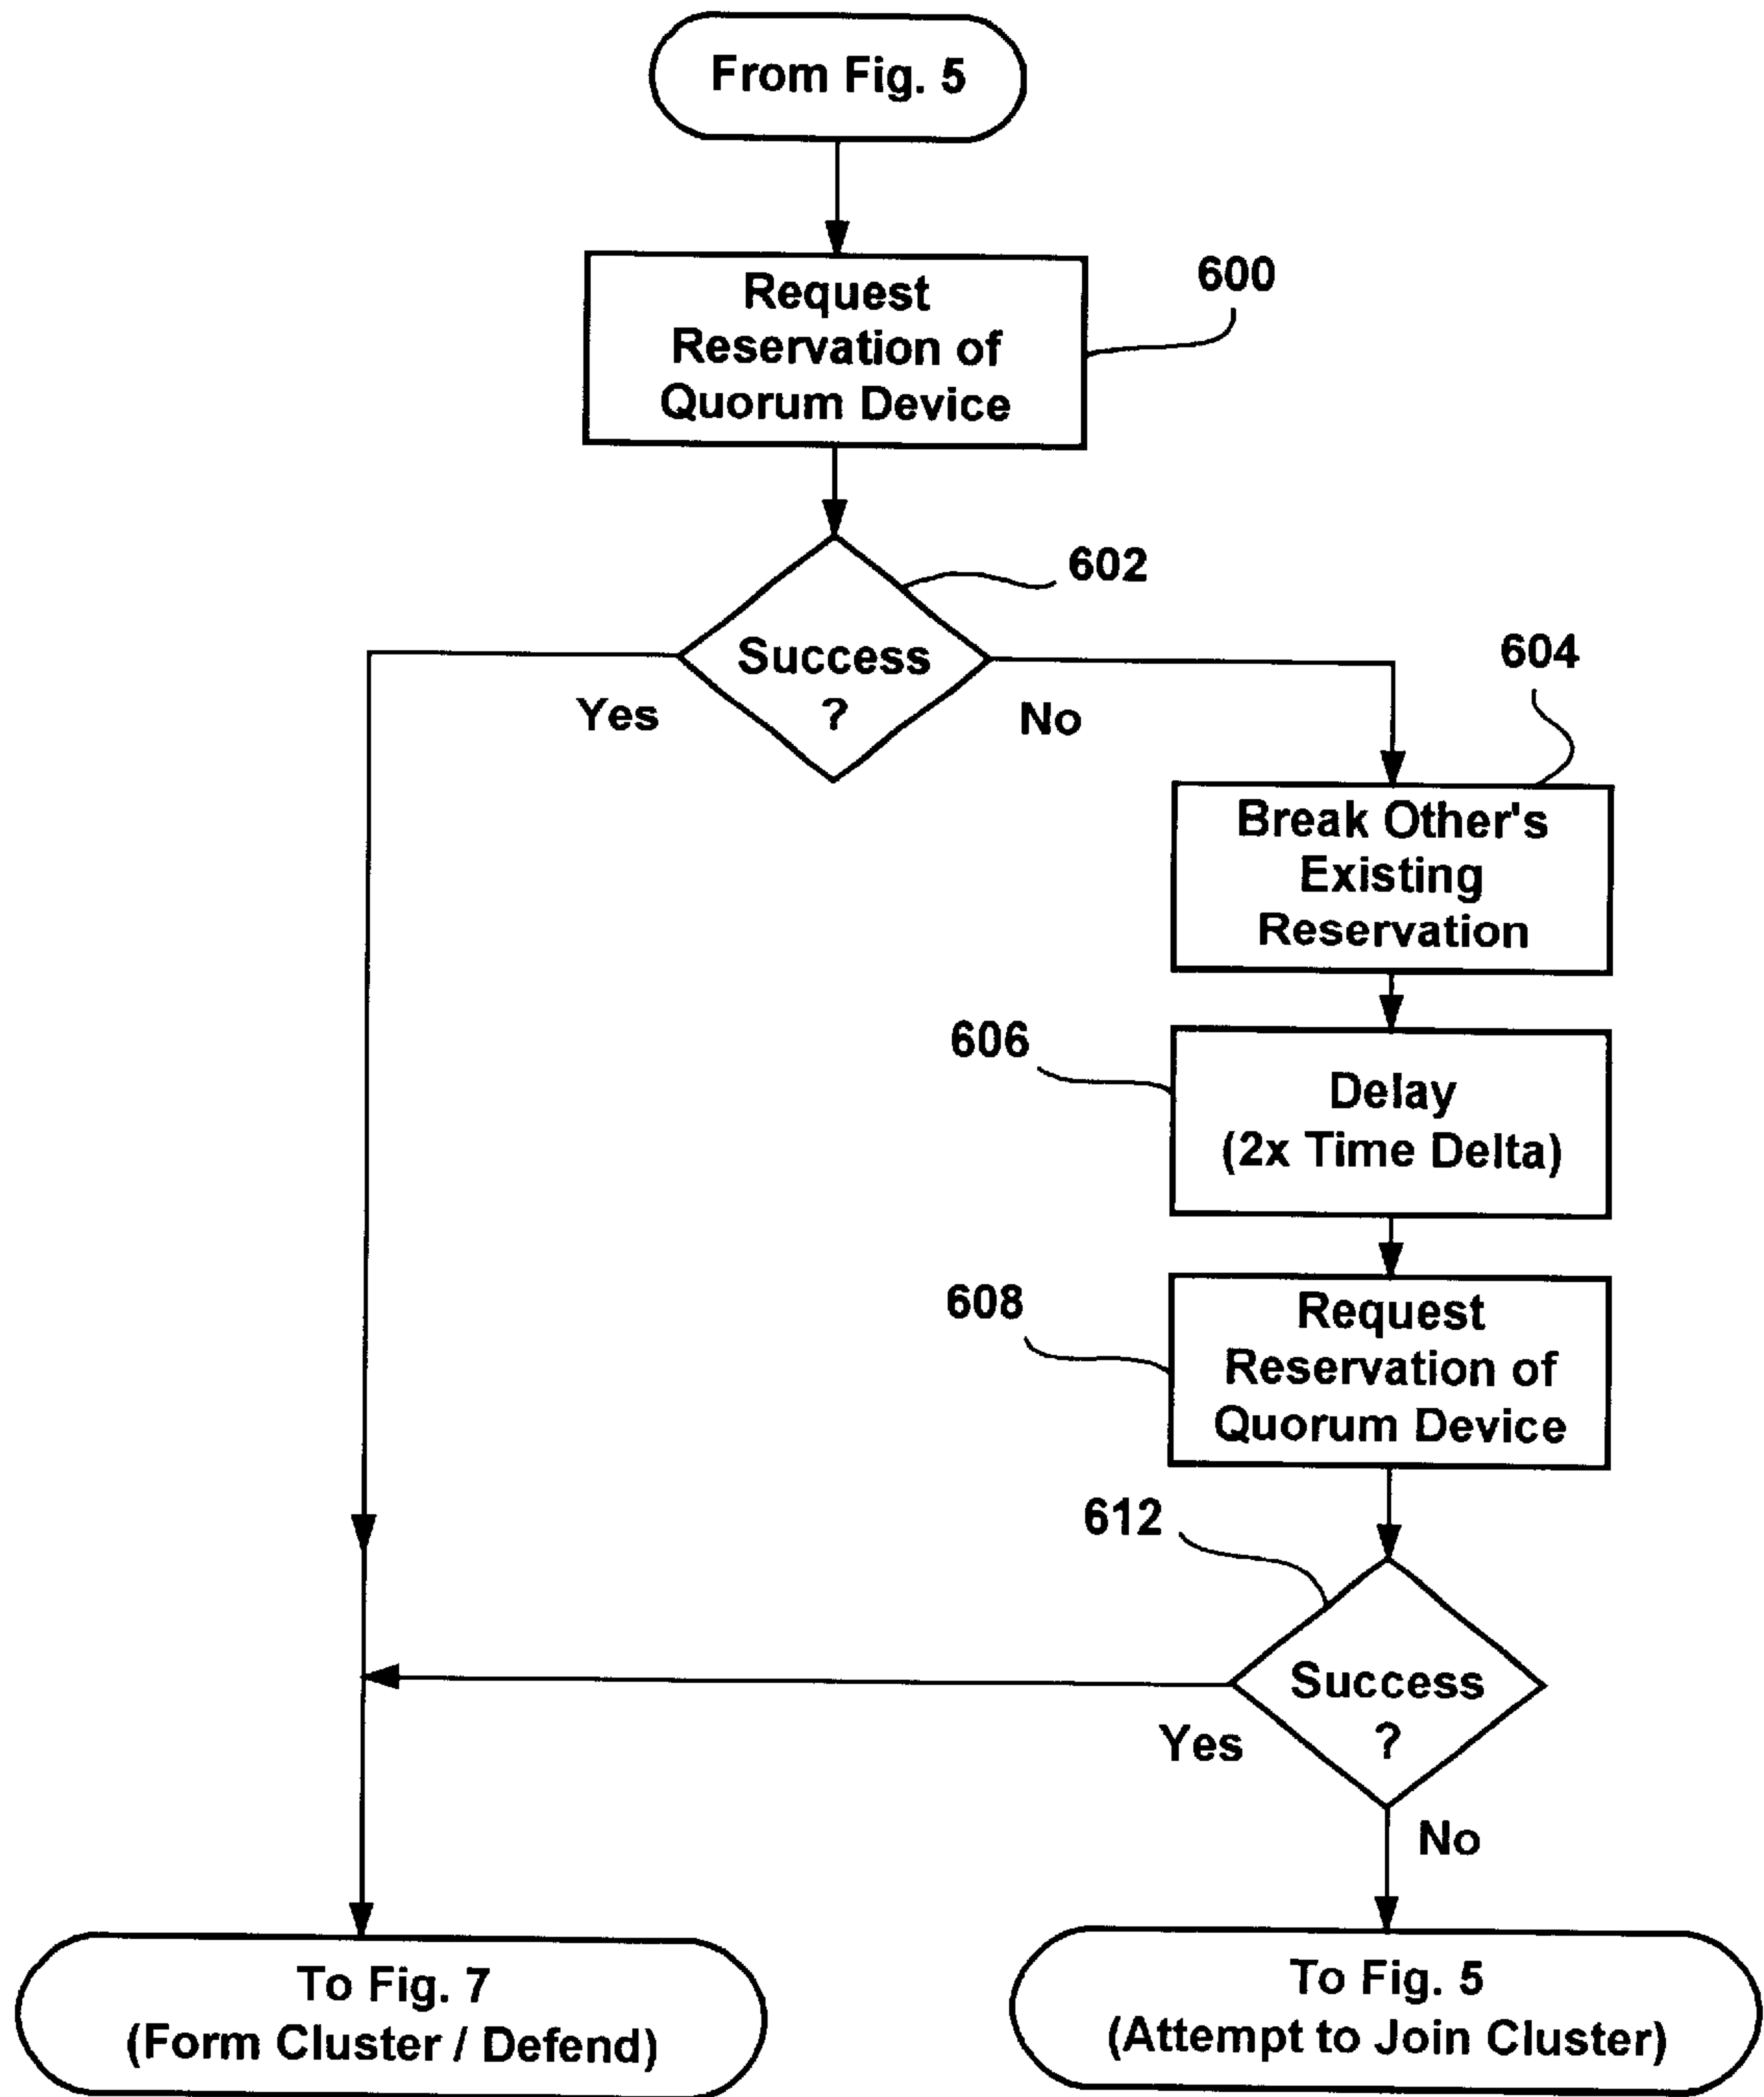 From Fig. 5
600
Request
Reservation of
Quorum Device
602
Success
?
Yes
No
604
Break Other's
Existing
Reservation
606
Delay
(2x Time Delta)
608
Request
Reservation of
Quorum Device
612
Success
?
Yes
No
To Fig. 7
(Form Cluster / Defend)
To Fig. 5
(Attempt to Join Cluster)